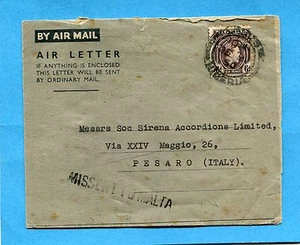 BY AIR MAIL
AIR LETTER
IF ANYTHING IS ENCLOSED
THIS LETTER WILL BE SENT
BY ORDINARY MAIL.
Messrs Soc Sirena Accordions Limited,
Via XXIV Maggio, 26,
PESARO (ITALY).
MISSENT TO MALTA